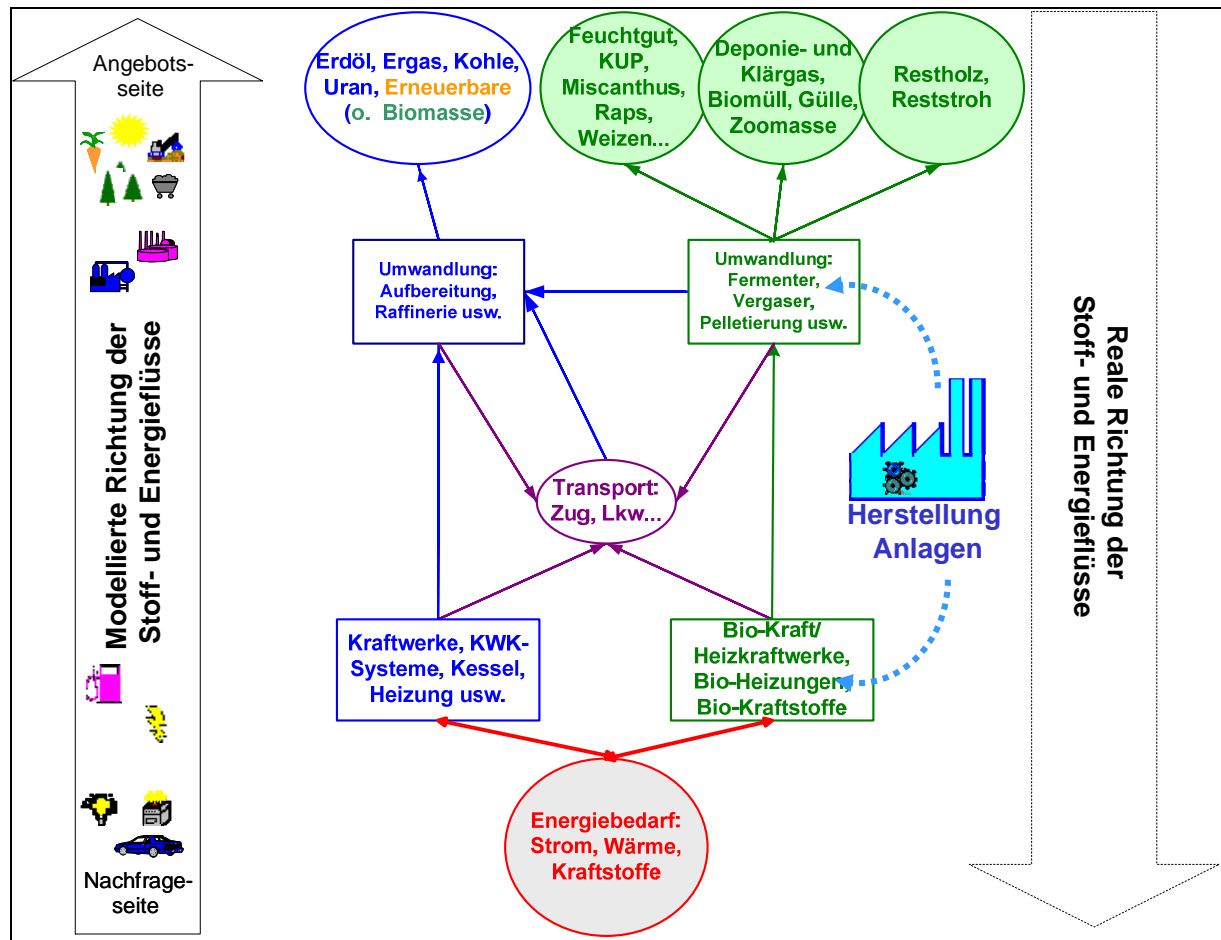 Angebots-
seite
Modellierte Richtung der
Stoff- und Energieflüsse
Nachfrage-
seite
Erdöl, Ergas, Kohle,
Uran, Erneuerbare
(o. Biomasse)
Feuchtgut,
KUP,
Miscanthus,
Raps,
Weizen...
Deponie- und
Klärgas,
Biomüll, Gülle,
Zoomasse
Restholz,
Reststroh
Umwandlung:
Aufbereitung,
Raffinerie usw.
Umwandlung:
Fermenter,
Vergaser,
Pelletierung usw.
Transport:
Zug, Lkw...
Herstellung
Anlagen
Kraftwerke, KWK-
Systeme, Kessel,
Heizung usw.
Bio-Kraft/
Heizkraftwerke,
Bio-Heizungen,
Bio-Kraftstoffe
Energiebedarf:
Strom, Wärme,
Kraftstoffe
Reale Richtung der
Stoff- und Energieflüsse